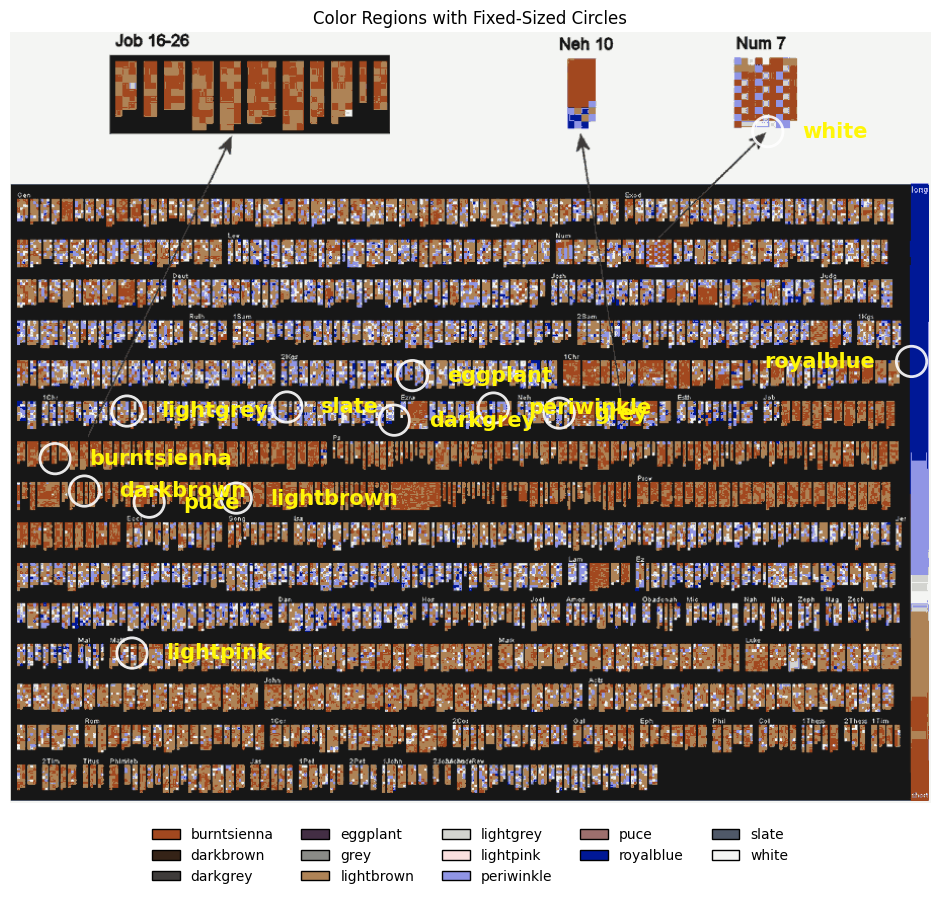 Color Regions with Fixed-Sized Circles
Job 16-26
Neh 10
Num 7
white
long
Gen
Exod
Lev
Num
Deut
Josh
Judg
Ruth
1Sam
2Sam
1Kgs
royalblue
2Kgs
1Chr
eggplant
1Chr
Ezra
Neh
Esth
Job
lightgrey
slate
darkgrey
periwinkle
grey
Ps
burntsienna
Prov
darkbrown
puce
lightbrown
Eccl
Song
Isa
Jer
Lam
Ez
Dan
Hos
Joel
Amos
Obad
Mic
Nah
Hab
Zeph
Hag
Zech
Mal
Mark
Luke
lightpink
John
Acts
Rom
1Cor
2Cor
Gal
Eph
Phil
Col
1Thess
2Thess
1Tim
2Tim
Titus
Jas
1Pet
2Pet
1John
Rev
short
burntsienna eggplant lightgrey puce slate
darkbrown grey lightpink royalblue white
darkgrey lightbrown periwinkle